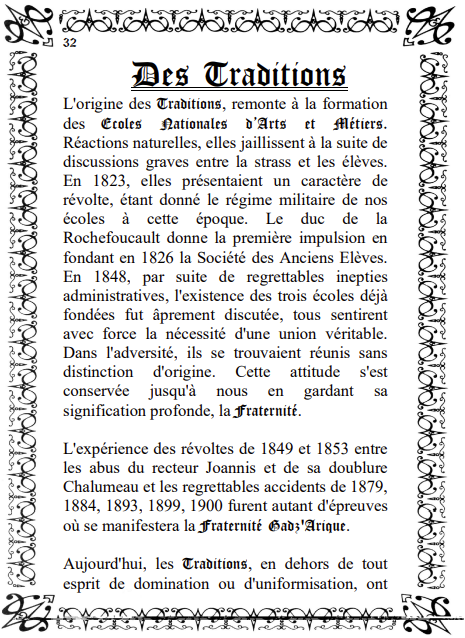 32
Des Traditions
L'origine des Traditions, remonte à la formation
des Ecoles Nationales d'Arts et Métiers.
Réactions naturelles, elles jaillissent à la suite de
discussions graves entre la strass et les élèves.
En 1823, elles présentaient un caractère de
révolte, étant donné le régime militaire de nos
écoles à cette époque. Le duc de la
Rochefoucault donne la première impulsion en
fondant en 1826 la Société des Anciens Elèves.
En 1848, par suite de regrettables inepties
administratives, l'existence des trois écoles déjà
fondées fut âprement discutée, tous sentirent
avec force la nécessité d'une union véritable.
Dans l'adversité, ils se trouvaient réunis sans
distinction d'origine. Cette attitude s'est
conservée jusqu'à nous en gardant sa
signification profonde, la Fraternité.
L'expérience des révoltes de 1849 et 1853 entre
les abus du recteur Joannis et de sa doublure
Chalumeau et les regrettables accidents de 1879,
1884, 1893, 1899, 1900 furent autant d'épreuves
où se manifestera la Fraternité Gadz'Arique.
Aujourd'hui, les Traditions, en dehors de tout
esprit de domination ou d'uniformisation, ont